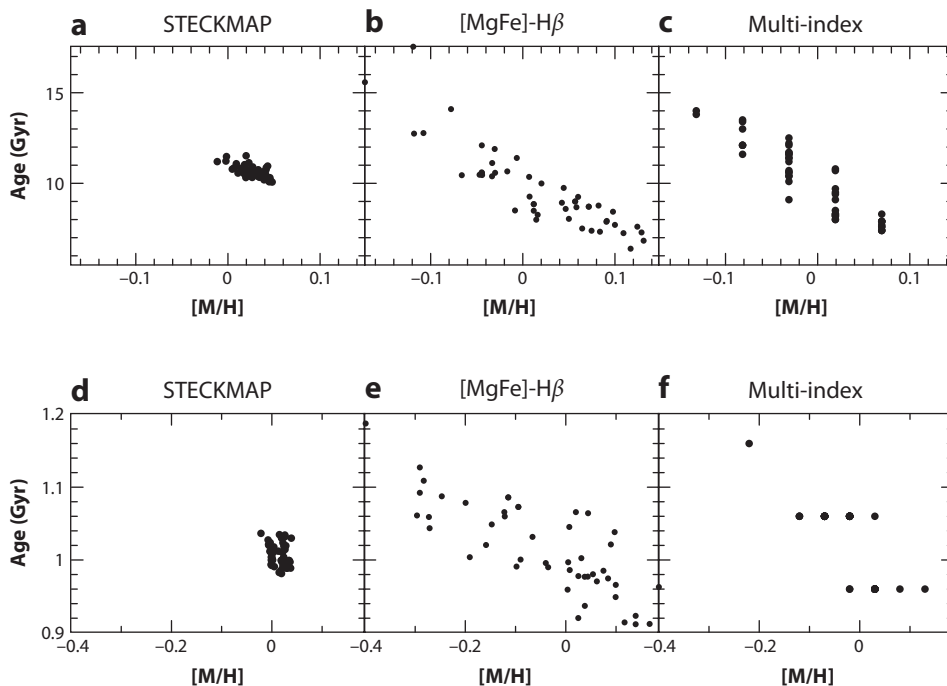 a STECKMAP
b [MgFe]-Hβ
c Multi-index
Age (Gyr)
15
10
−0.1 0 0.1
−0.1 0 0.1
−0.1 0 0.1
[M/H]
[M/H]
[M/H]
d STECKMAP
e [MgFe]-Hβ
f Multi-index
Age (Gyr)
1.2
1.1
1
0.9
−0.4 −0.2 0
−0.4 −0.2 0
−0.4 −0.2 0
[M/H]
[M/H]
[M/H]